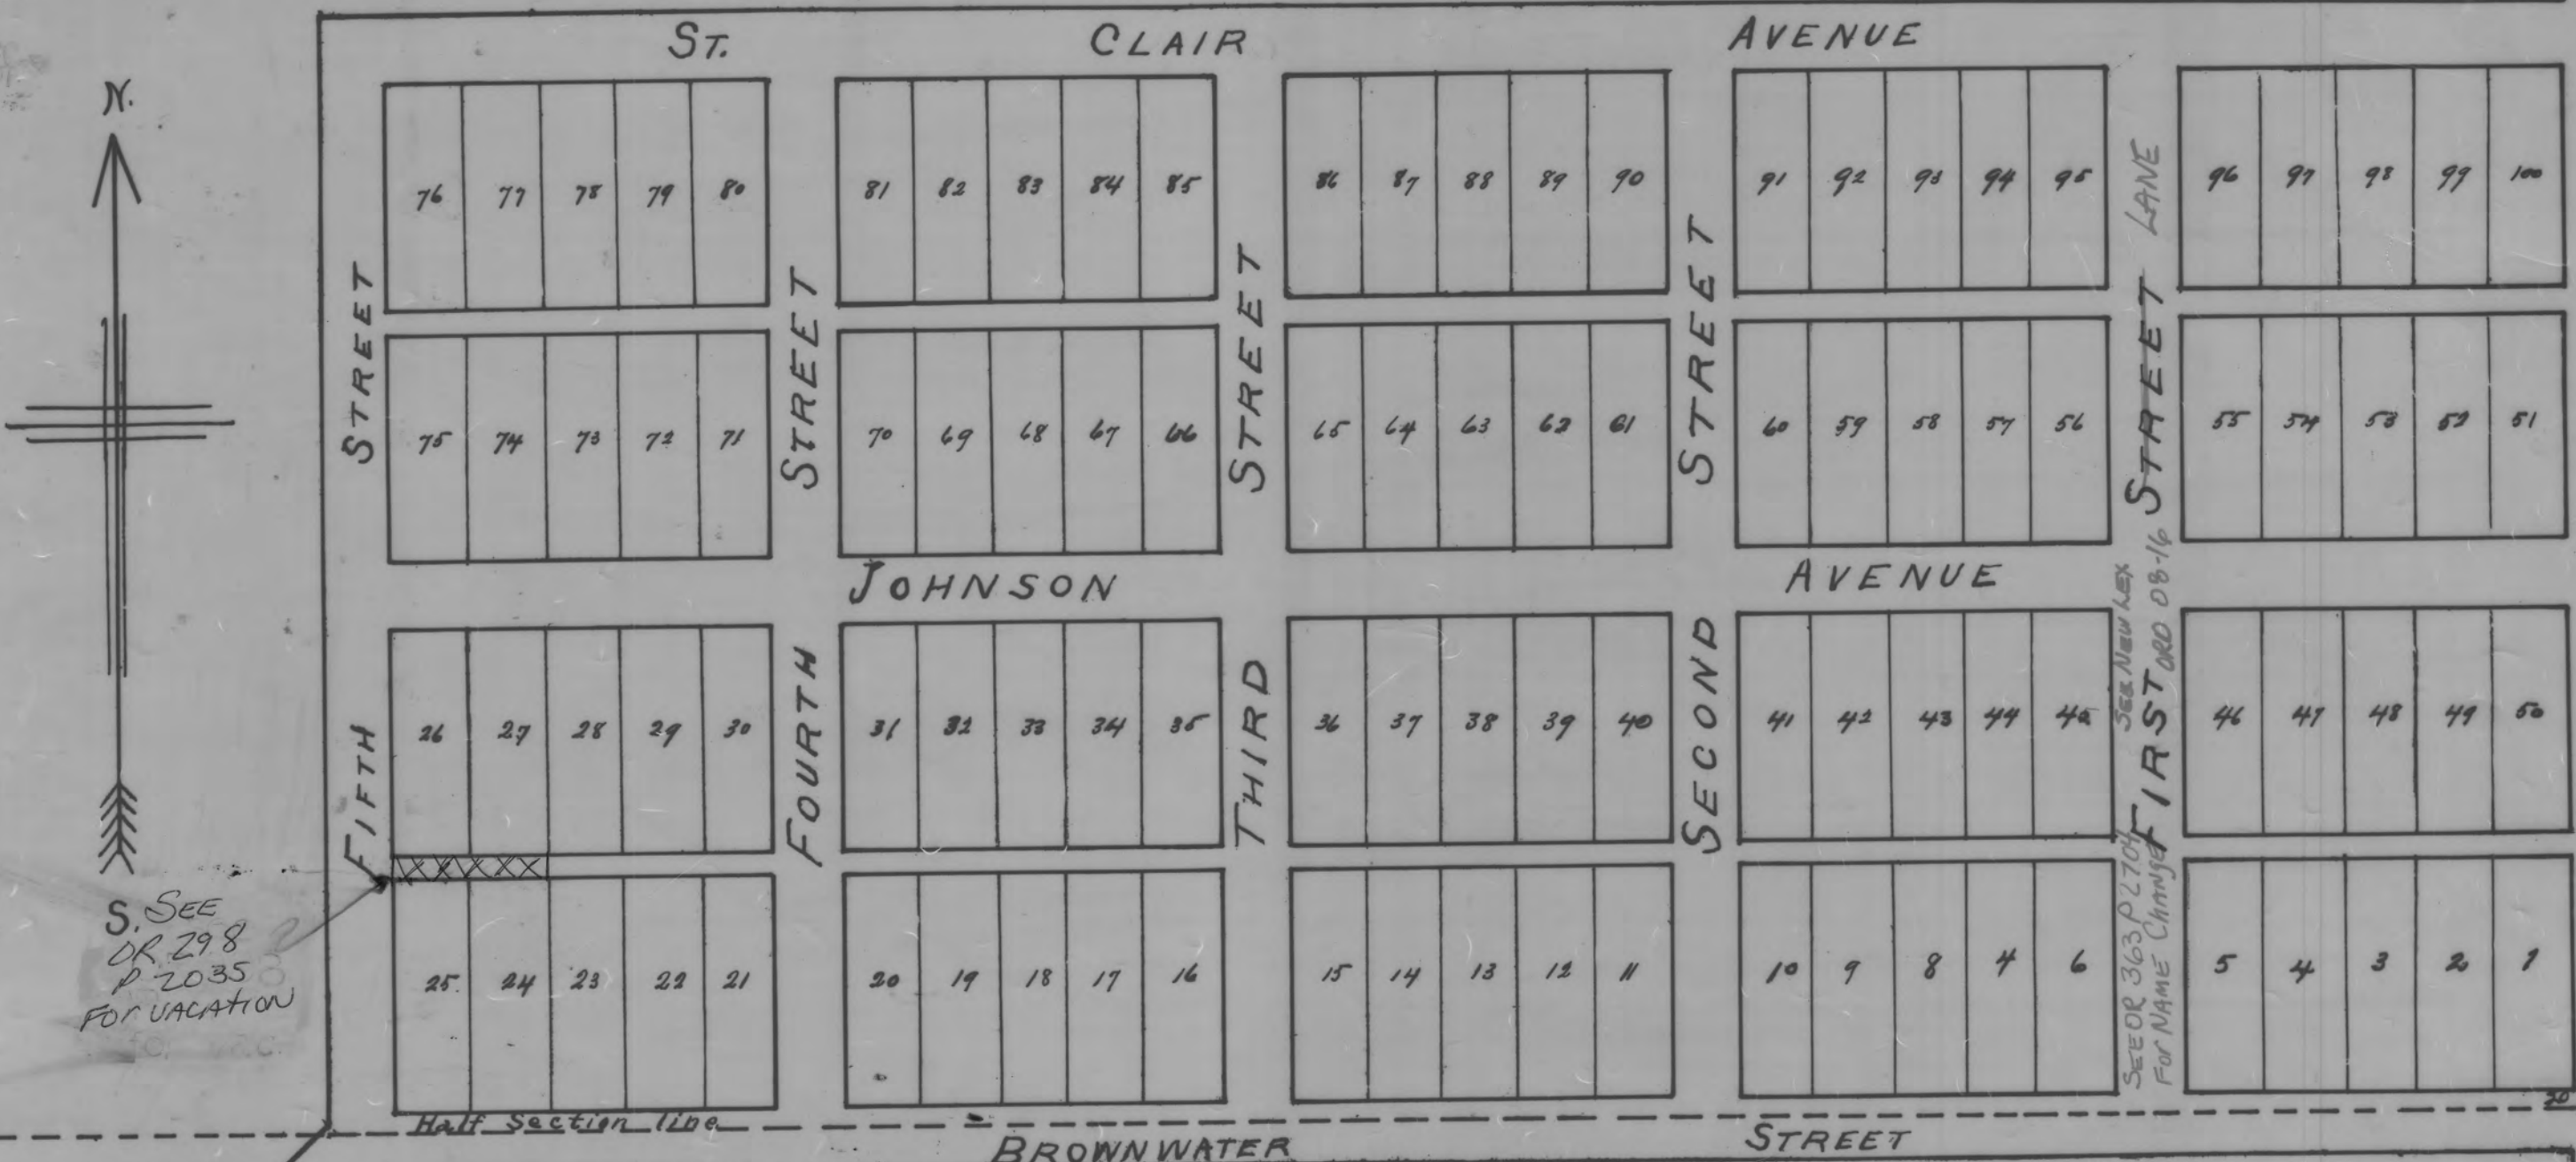 ST. CLAIR AVENUE
N.
76 77 78 79 80 81 82 83 84 85 86 87 88 89 90 91 92 93 94 95 96 97 98 99 100
75 74 73 72 71 70 69 68 67 66 65 64 63 62 61 60 59 58 57 56 55 54 53 52 51
JOHNSON AVENUE
26 27 28 29 30 31 32 33 34 35 36 37 38 39 40 41 42 43 44 45 46 47 48 49 50
25 24 23 22 21 20 19 18 17 16 15 14 13 12 11 10 9 8 4 6 5 4 3 2 1
FIFTH STREET
FOURTH STREET
THIRD STREET
SECOND STREET
FIRST STREET LANE
SEE NEW LEX
ORD 08-16
SEE OR 363 P 2704
For NAME Change
S.
SEE
OR 298
P 2035
FOR VACATION
Half Section line
20
BROWNWATER STREET